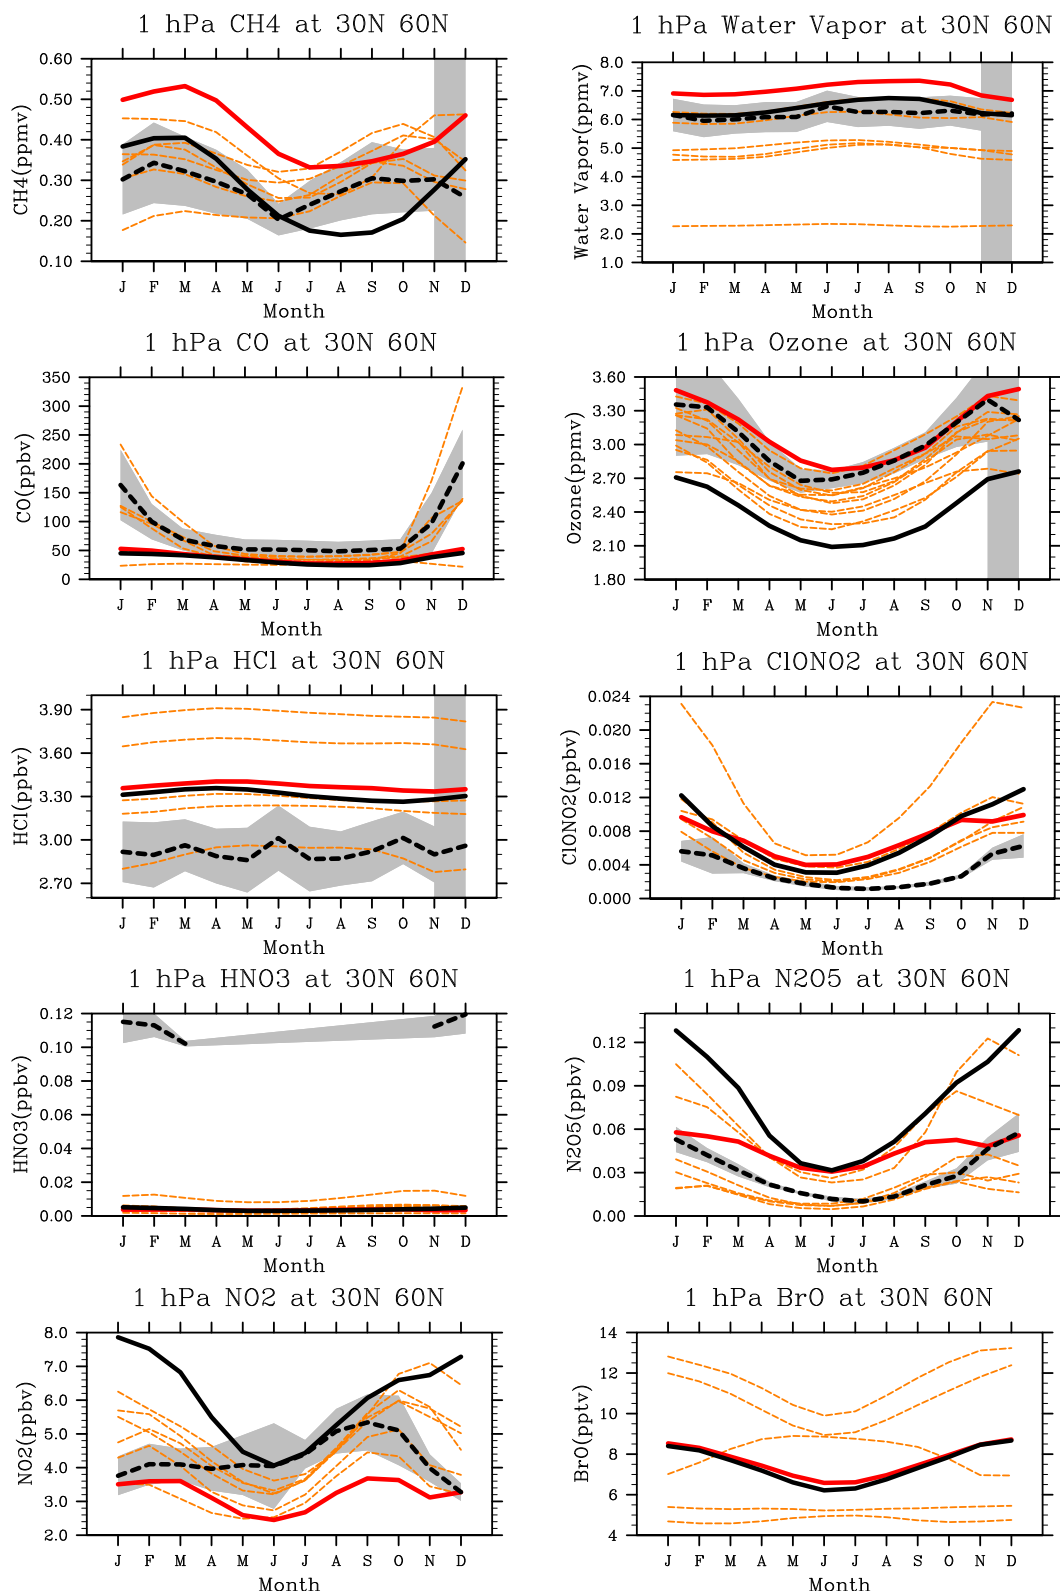 1 hPa CH4 at 30N 60N
CH4(ppmv)
0.60
0.50
0.40
0.30
0.20
0.10
J F M A M J J A S O N D
Month
1 hPa Water Vapor at 30N 60N
Water Vapor(ppmv)
8.0
7.0
6.0
5.0
4.0
3.0
2.0
1.0
J F M A M J J A S O N D
Month
1 hPa CO at 30N 60N
CO(ppbv)
350
300
250
200
150
100
50
0
J F M A M J J A S O N D
Month
1 hPa Ozone at 30N 60N
Ozone(ppmv)
3.60
3.30
3.00
2.70
2.40
2.10
1.80
J F M A M J J A S O N D
Month
1 hPa HCl at 30N 60N
HCl(ppbv)
3.90
3.60
3.30
3.00
2.70
J F M A M J J A S O N D
Month
1 hPa ClONO2 at 30N 60N
ClONO2(ppbv)
0.024
0.020
0.016
0.012
0.008
0.004
0.000
J F M A M J J A S O N D
Month
1 hPa HNO3 at 30N 60N
HNO3(ppbv)
0.12
0.10
0.08
0.06
0.04
0.02
0.00
J F M A M J J A S O N D
Month
1 hPa N2O5 at 30N 60N
N2O5(ppbv)
0.12
0.09
0.06
0.03
0.00
J F M A M J J A S O N D
Month
1 hPa NO2 at 30N 60N
NO2(ppbv)
8.0
7.0
6.0
5.0
4.0
3.0
2.0
J F M A M J J A S O N D
Month
1 hPa BrO at 30N 60N
BrO(pptv)
14
12
10
8
6
4
J F M A M J J A S O N D
Month